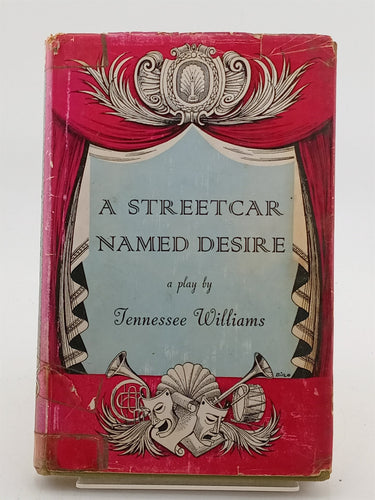 A STREETCAR
NAMED DESIRE
a play by
Tennessee Williams